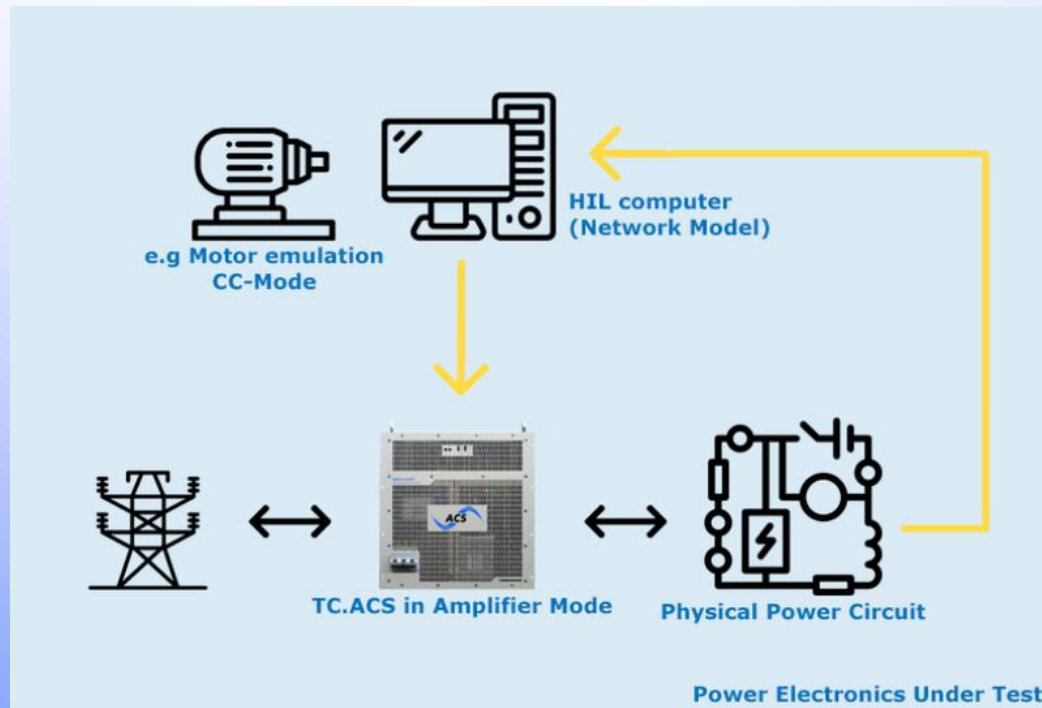 HIL computer
(Network Model)
e.g Motor emulation
CC-Mode
ACS
TC.ACS in Amplifier Mode
Physical Power Circuit
Power Electronics Under Test